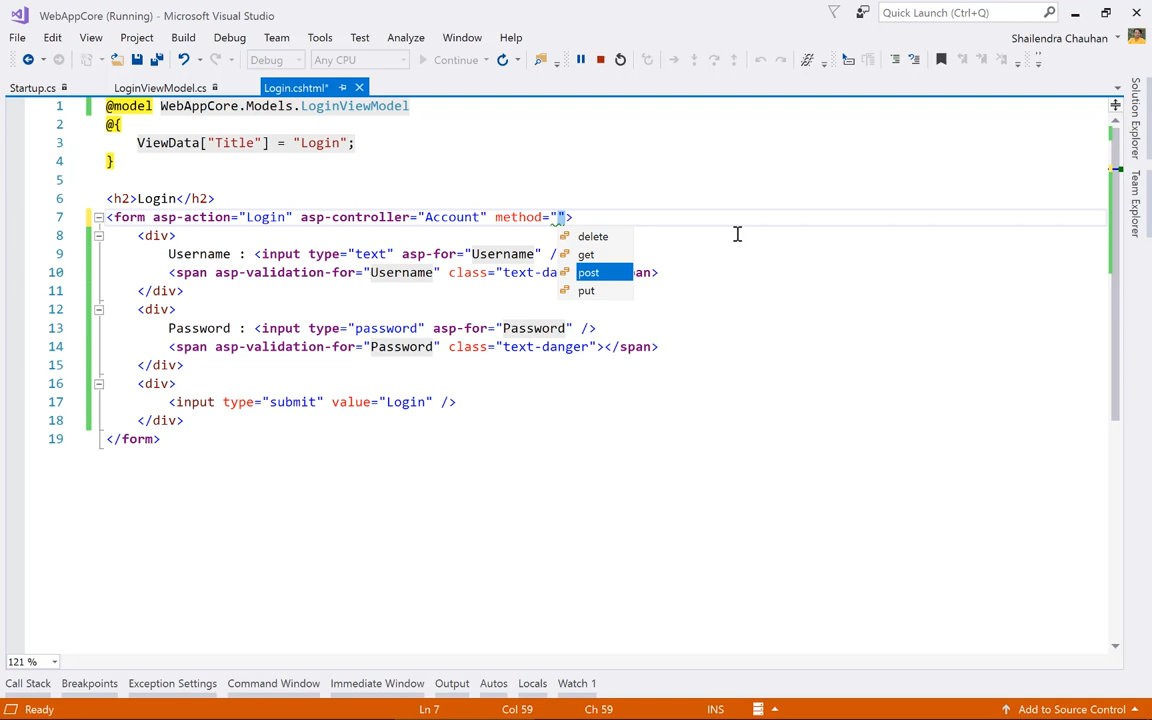 WebAppCore (Running) - Microsoft Visual Studio
Quick Launch (Ctrl+Q)
File Edit View Project Build Debug Team Tools Test Analyze Window Help
Shailendra Chauhan
Debug Any CPU Continue
Startup.cs LoginViewModel.cs Login.cshtml*
1 @model WebAppCore.Models.LoginViewModel
2 @{
3 ViewData["Title"] = "Login";
4 }
5
6 <h2>Login</h2>
7 <form asp-action="Login" asp-controller="Account" method="">
8 <div>
9 Username : <input type="text" asp-for="Username" /
10 <span asp-validation-for="Username" class="text-da an>
11 </div>
12 <div>
13 Password : <input type="password" asp-for="Password" />
14 <span asp-validation-for="Password" class="text-danger"></span>
15 </div>
16 <div>
17 <input type="submit" value="Login" />
18 </div>
19 </form>
delete
get
post
put
Solution Explorer
Team Explorer
121 %
Call Stack Breakpoints Exception Settings Command Window Immediate Window Output Autos Locals Watch 1
Ready Ln 7 Col 59 Ch 59 INS Add to Source Control